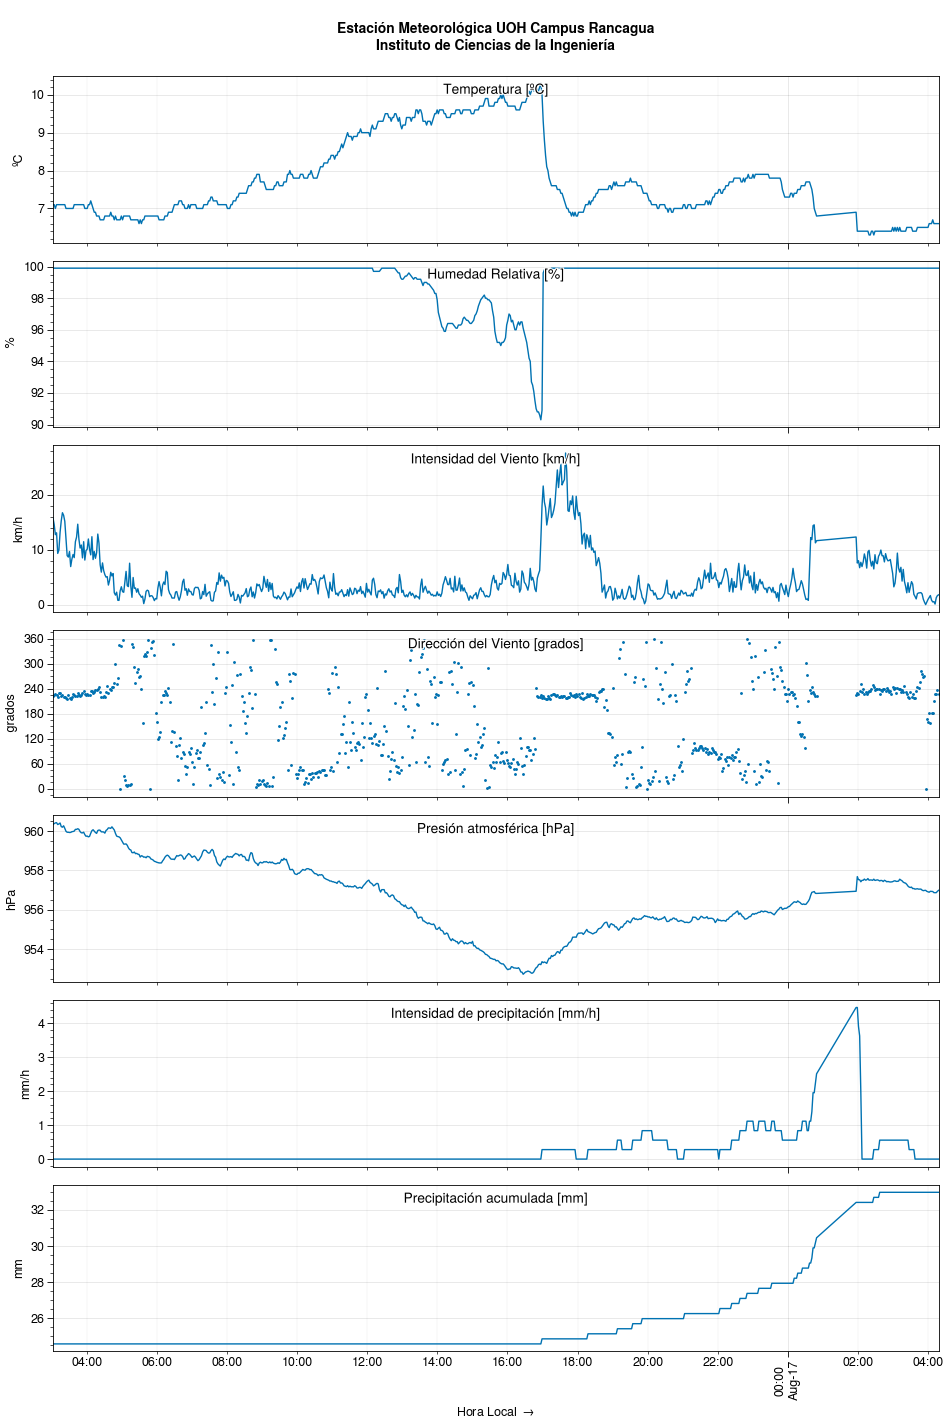 Estación Meteorológica UOH Campus Rancagua
Instituto de Ciencias de la Ingeniería
Temperatura [ºC]
10
9
8
7
ºC
Humedad Relativa [%]
100
98
96
94
92
90
%
Intensidad del Viento [km/h]
20
10
0
km/h
Dirección del Viento [grados]
360
300
240
180
120
60
0
grados
Presión atmosférica [hPa]
960
958
956
954
hPa
Intensidad de precipitación [mm/h]
4
3
2
1
0
mm/h
Precipitación acumulada [mm]
32
30
28
26
mm
04:00 06:00 08:00 10:00 12:00 14:00 16:00 18:00 20:00 22:00 00:00 02:00 04:00
Aug-17
Hora Local →